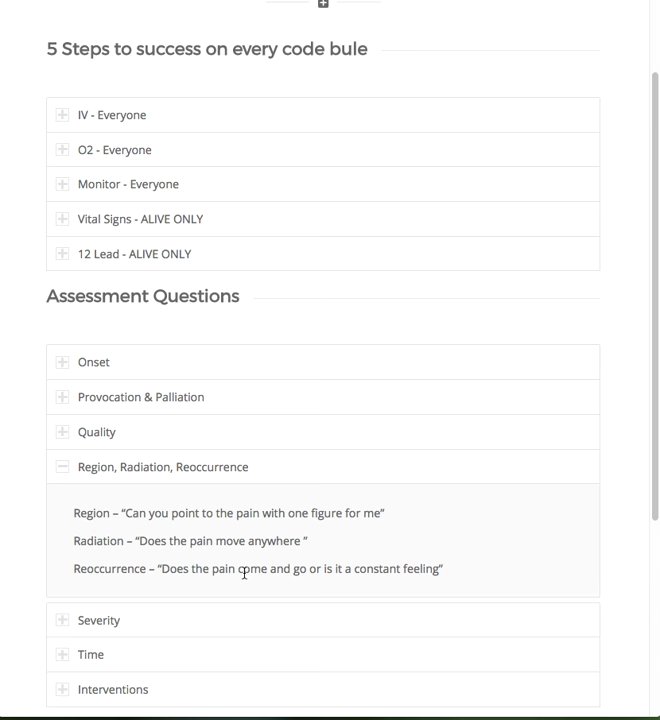 5 Steps to success on every code bule
IV - Everyone
O2 - Everyone
Monitor - Everyone
Vital Signs - ALIVE ONLY
12 Lead - ALIVE ONLY
Assessment Questions
Onset
Provocation & Palliation
Quality
Region, Radiation, Reoccurrence
Region – “Can you point to the pain with one figure for me”
Radiation – “Does the pain move anywhere ”
Reoccurrence – “Does the pain come and go or is it a constant feeling”
Severity
Time
Interventions